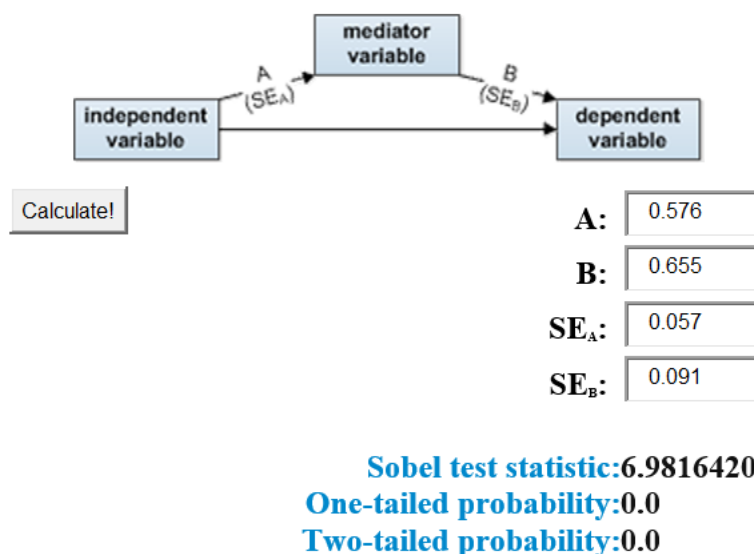 mediator
variable
A
(SEA)
B
(SEB)
independent
variable
dependent
variable
Calculate!
A: 0.576
B: 0.655
SEA: 0.057
SEB: 0.091
Sobel test statistic:6.9816420
One-tailed probability:0.0
Two-tailed probability:0.0